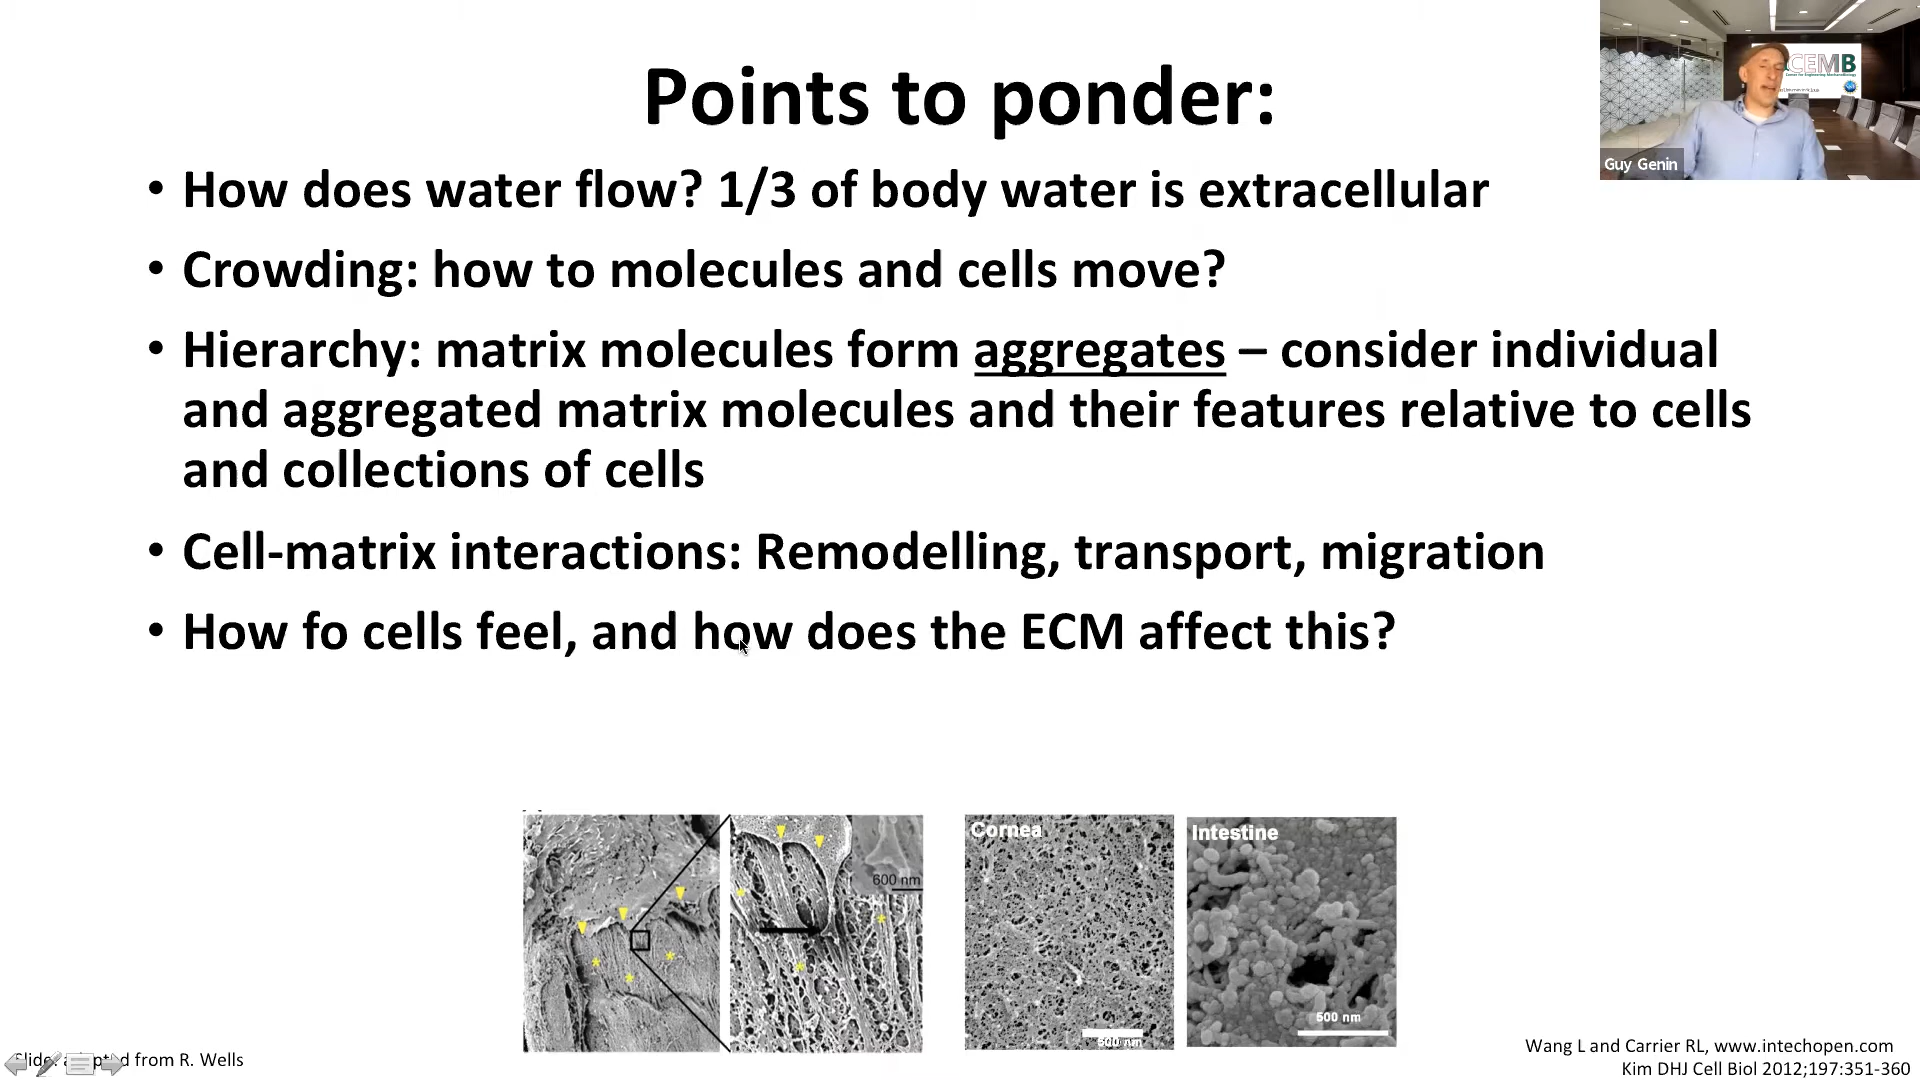 Points to ponder:
CEMB
Guy Genin
• How does water flow? 1/3 of body water is extracellular
• Crowding: how to molecules and cells move?
• Hierarchy: matrix molecules form aggregates – consider individual
and aggregated matrix molecules and their features relative to cells
and collections of cells
• Cell-matrix interactions: Remodelling, transport, migration
• How fo cells feel, and how does the ECM affect this?
600 nm
Cornea
500 nm
Intestine
500 nm
Slide: adapted from R. Wells
Wang L and Carrier RL, www.intechopen.com
Kim DHJ Cell Biol 2012;197:351-360